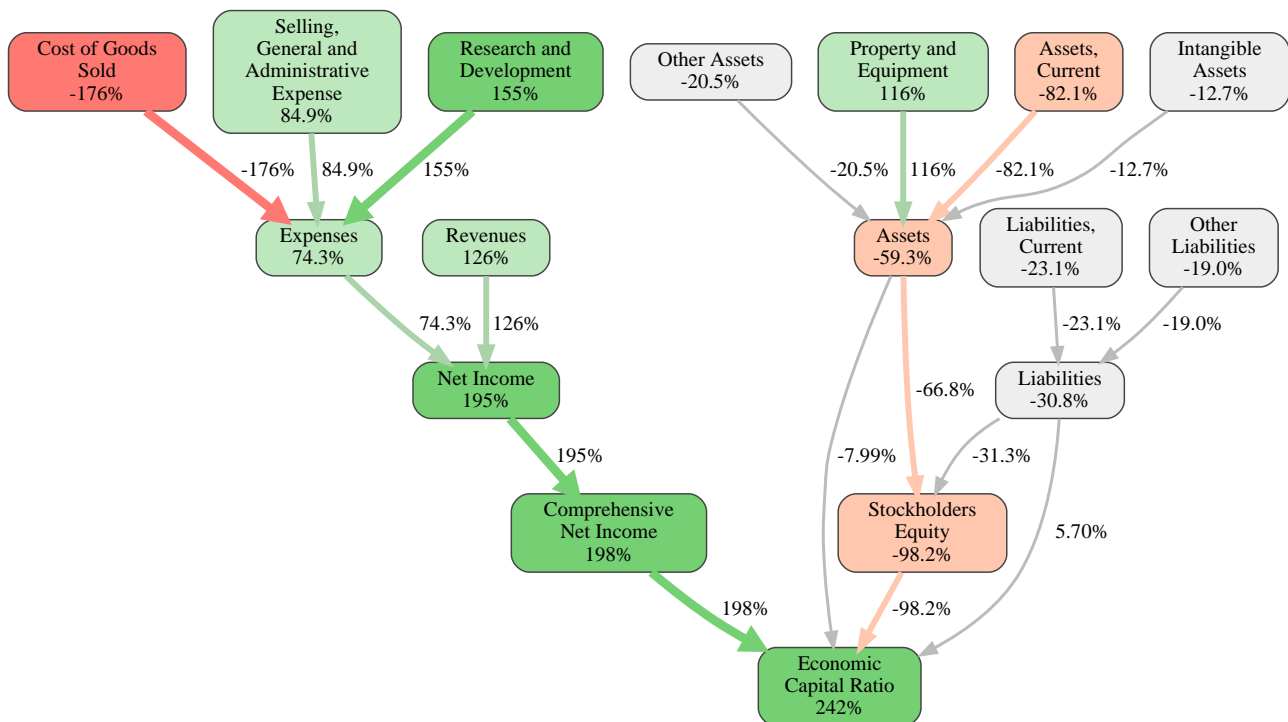 Cost of Goods
Sold
-176%
Selling,
General and
Administrative
Expense
84.9%
Research and
Development
155%
Other Assets
-20.5%
Property and
Equipment
116%
Assets,
Current
-82.1%
Intangible
Assets
-12.7%
-176%
84.9%
155%
-20.5%
116%
-82.1%
-12.7%
Expenses
74.3%
Revenues
126%
Assets
-59.3%
Liabilities,
Current
-23.1%
Other
Liabilities
-19.0%
74.3%
126%
-23.1%
-19.0%
Net Income
195%
-66.8%
Liabilities
-30.8%
195%
-7.99%
-31.3%
Comprehensive
Net Income
198%
Stockholders
Equity
-98.2%
5.70%
198%
-98.2%
Economic
Capital Ratio
242%